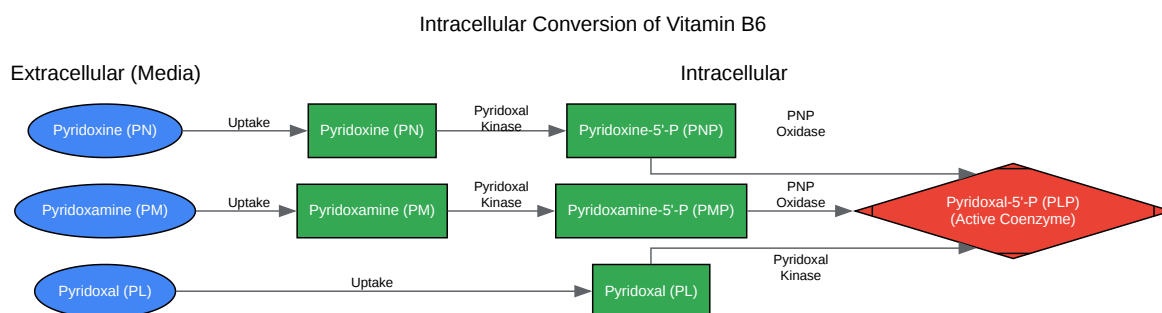 Intracellular Conversion of Vitamin B6
Extracellular (Media)
Intracellular
Pyridoxine (PN)
Uptake
Pyridoxine (PN)
Pyridoxal
Kinase
Pyridoxine-5'-P (PNP)
PNP
Oxidase
Pyridoxamine (PM)
Uptake
Pyridoxamine (PM)
Pyridoxal
Kinase
Pyridoxamine-5'-P (PMP)
PNP
Oxidase
Pyridoxal-5'-P (PLP)
(Active Coenzyme)
Pyridoxal (PL)
Uptake
Pyridoxal (PL)
Pyridoxal
Kinase